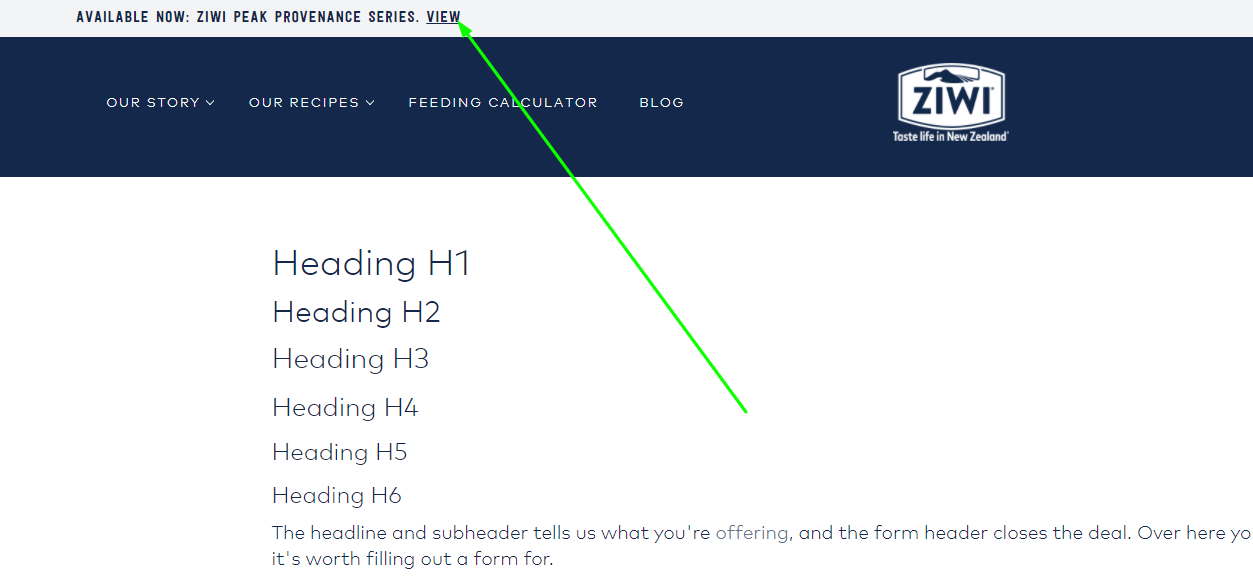 AVAILABLE NOW: ZIWI PEAK PROVENANCE SERIES. VIEW
OUR STORY OUR RECIPES FEEDING CALCULATOR BLOG
ZIWI
Taste life in New Zealand
Heading H1
Heading H2
Heading H3
Heading H4
Heading H5
Heading H6
The headline and subheader tells us what you're offering, and the form header closes the deal. Over here yo
it's worth filling out a form for.